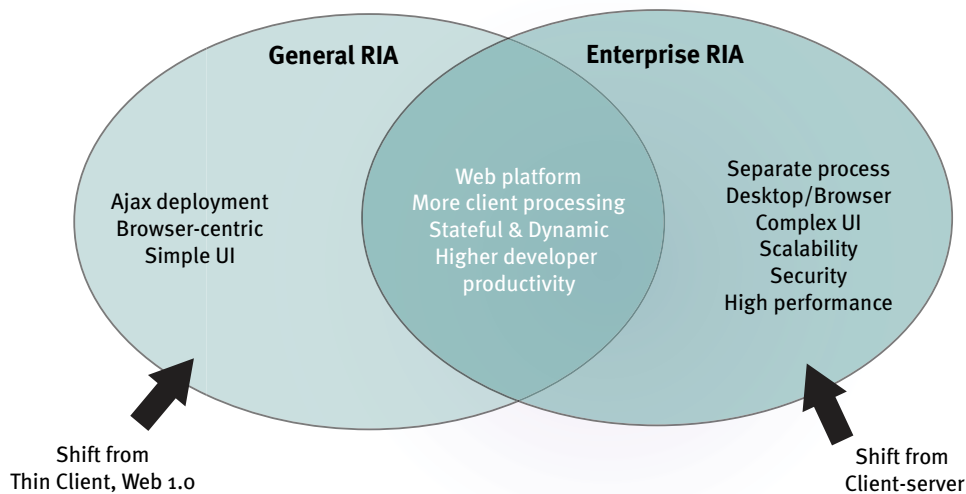 General RIA
Enterprise RIA
Ajax deployment
Browser-centric
Simple UI
Web platform
More client processing
Stateful & Dynamic
Higher developer
productivity
Separate process
Desktop/Browser
Complex UI
Scalability
Security
High performance
Shift from
Thin Client, Web 1.0
Shift from
Client-server